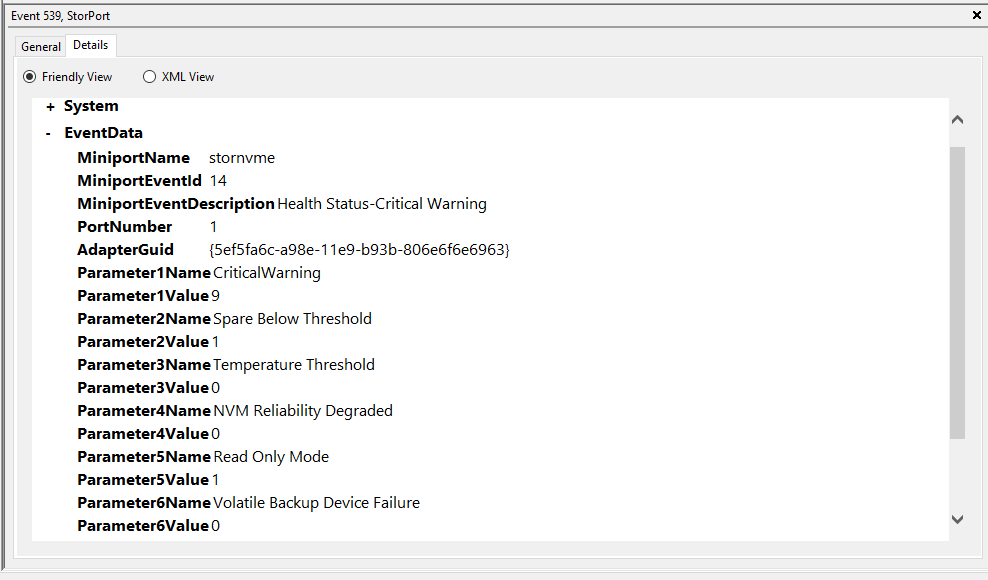 Event 539, StorPort
General Details
Friendly View XML View
+ System
- EventData
MiniportName stornvme
MiniportEventId 14
MiniportEventDescription Health Status-Critical Warning
PortNumber 1
AdapterGuid {5ef5fa6c-a98e-11e9-b93b-806e6f6e6963}
Parameter1Name CriticalWarning
Parameter1Value 9
Parameter2Name Spare Below Threshold
Parameter2Value 1
Parameter3Name Temperature Threshold
Parameter3Value 0
Parameter4Name NVM Reliability Degraded
Parameter4Value 0
Parameter5Name Read Only Mode
Parameter5Value 1
Parameter6Name Volatile Backup Device Failure
Parameter6Value 0